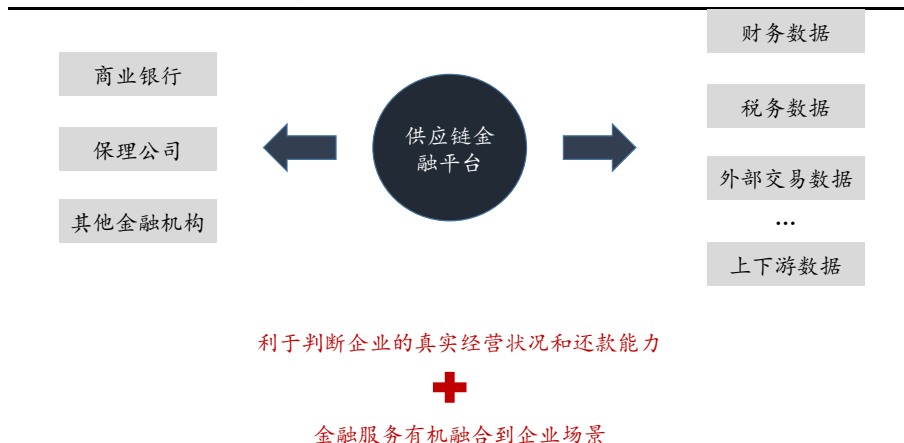 商业银行
保理公司
其他金融机构
供应链金
融平台
财务数据
税务数据
外部交易数据
...
上下游数据
利于判断企业的真实经营状况和还款能力
金融服务有机融合到企业场景